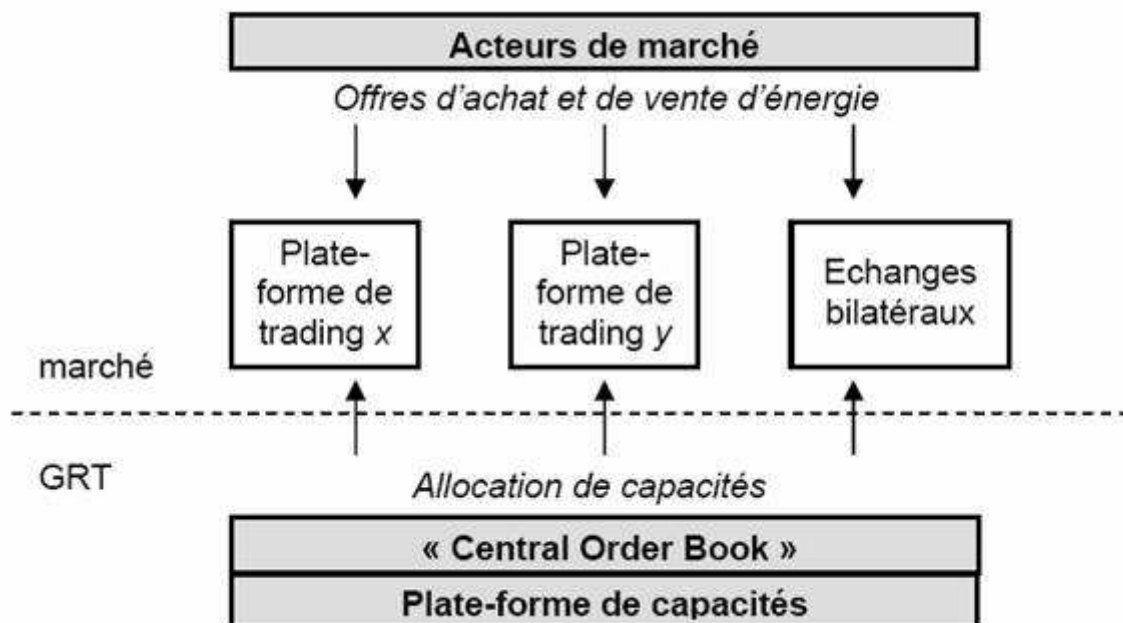 Acteurs de marché
Offres d'achat et de vente d'énergie
Plate-
forme de
trading x
Plate-
forme de
trading y
Echanges
bilatéraux
marché
GRT
Allocation de capacités
« Central Order Book »
Plate-forme de capacités